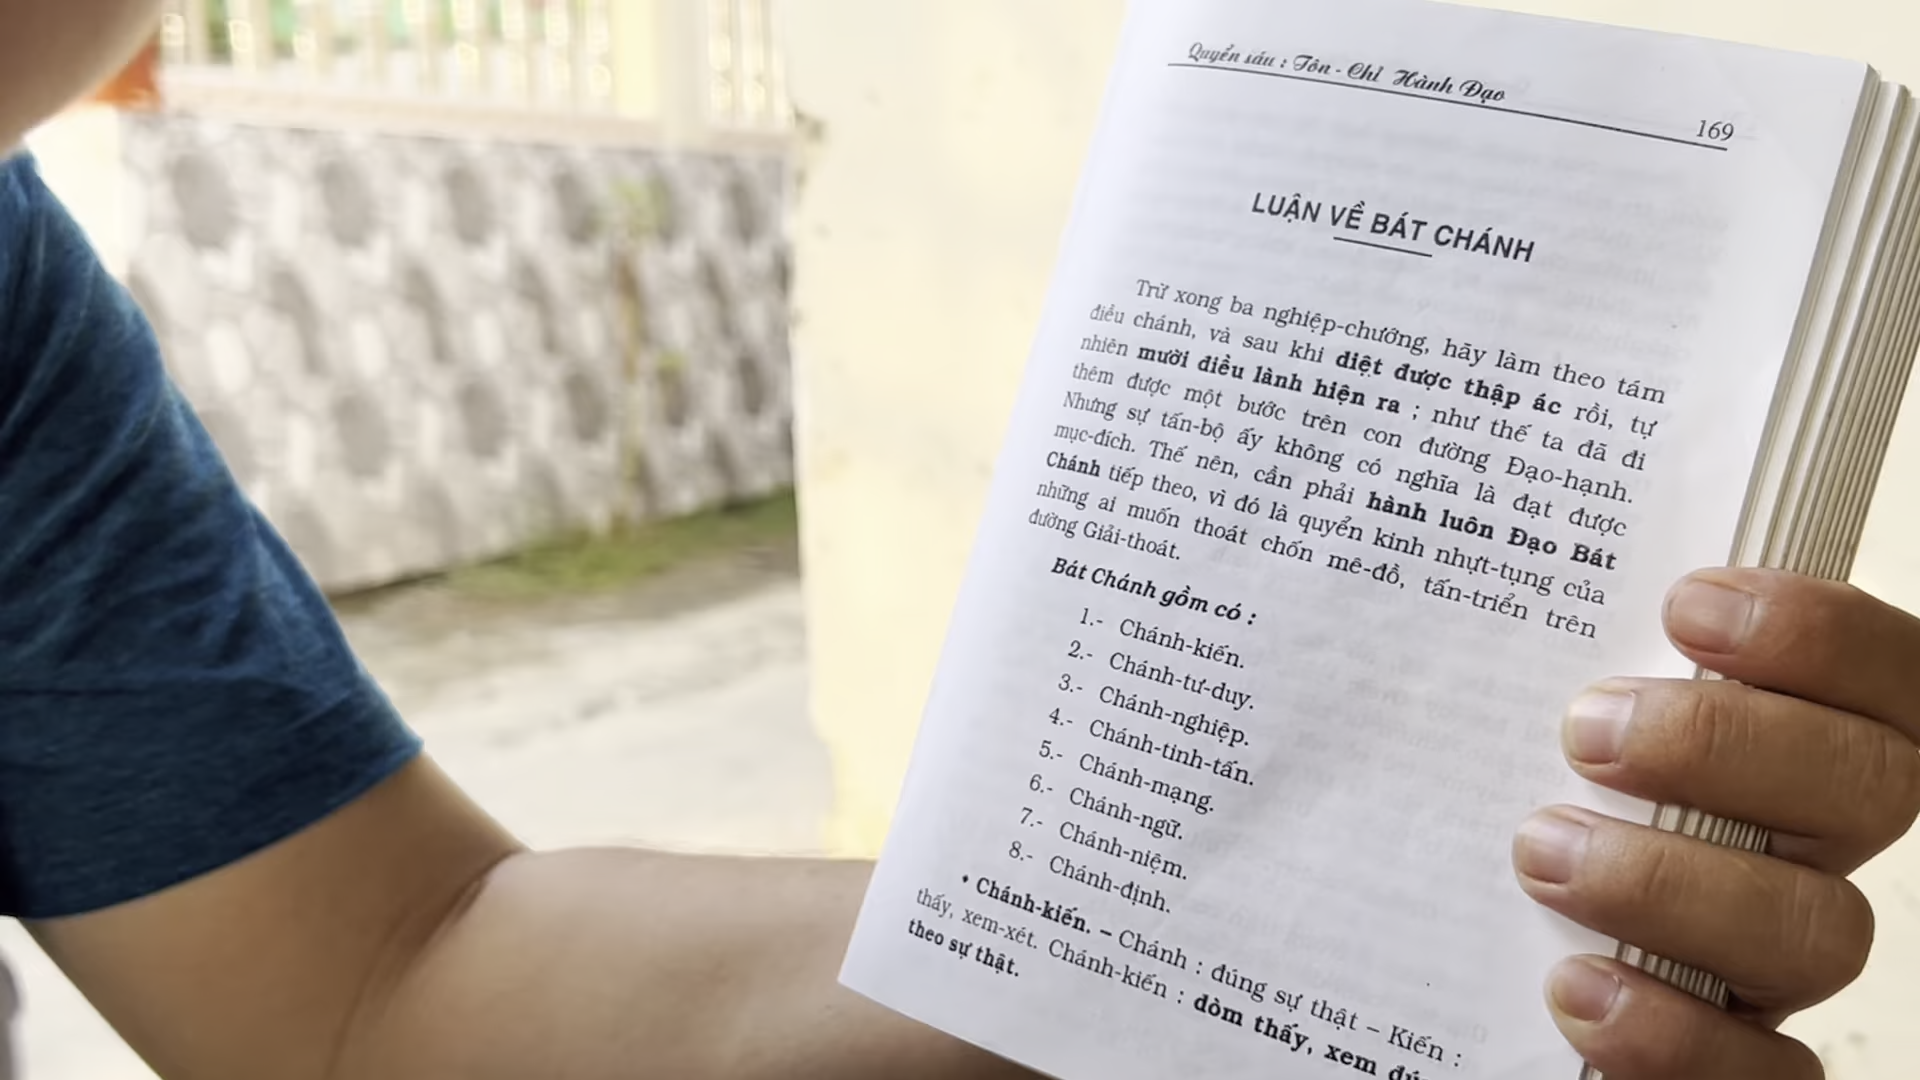 Quyển sáu : Tôn - Chỉ Hành Đạo
169
LUẬN VỀ BÁT CHÁNH
Trừ xong ba nghiệp-chướng, hãy làm theo tám
điều chánh, và sau khi diệt được thập ác rồi, tự
nhiên mười điều lành hiện ra ; như thế ta đã đi
thêm được một bước trên con đường Đạo-hạnh.
Nhưng sự tấn-bộ ấy không có nghĩa là đạt được
mục-đích. Thế nên, cần phải hành luôn Đạo Bát
Chánh tiếp theo, vì đó là quyển kinh nhựt-tụng của
những ai muốn thoát chốn mê-đồ, tấn-triển trên
đường Giải-thoát.
Bát Chánh gồm có :
1.- Chánh-kiến.
2.- Chánh-tư-duy.
3.- Chánh-nghiệp.
4.- Chánh-tinh-tấn.
5.- Chánh-mạng.
6.- Chánh-ngữ.
7.- Chánh-niệm.
8.- Chánh-định.
♦ Chánh-kiến. – Chánh : đúng sự thật – Kiến :
thấy, xem-xét. Chánh-kiến : dòm thấy, xem
theo sự thật.